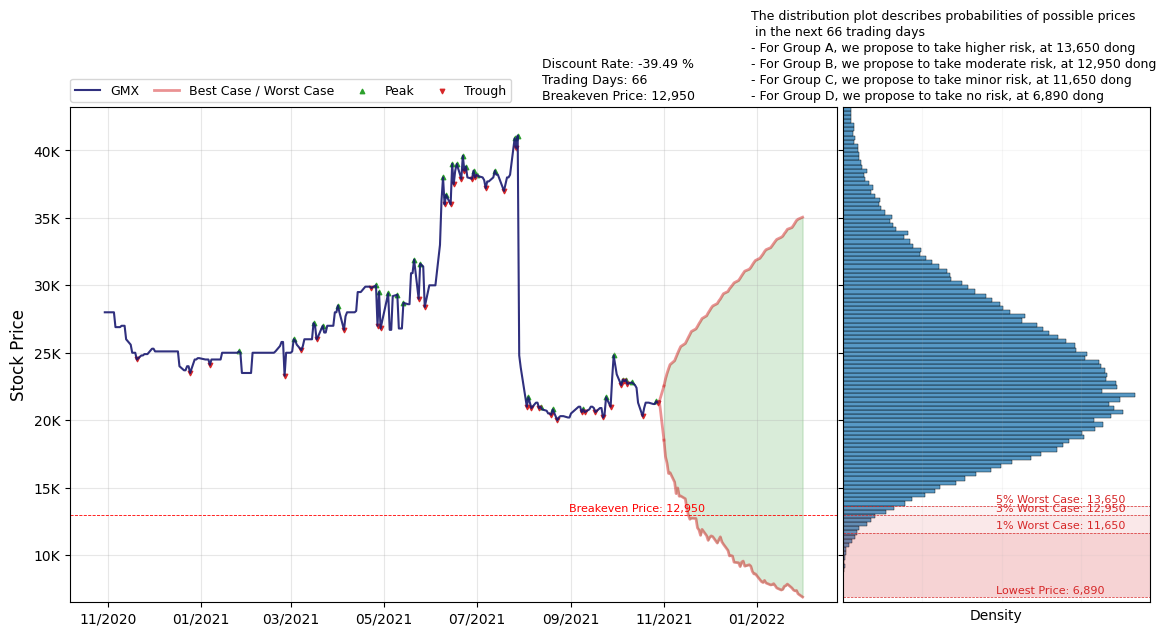 The distribution plot describes probabilities of possible prices
in the next 66 trading days
- For Group A, we propose to take higher risk, at 13,650 dong
- For Group B, we propose to take moderate risk, at 12,950 dong
- For Group C, we propose to take minor risk, at 11,650 dong
- For Group D, we propose to take no risk, at 6,890 dong
Discount Rate: -39.49 %
Trading Days: 66
Breakeven Price: 12,950
GMX
Best Case / Worst Case
Peak
Trough
Stock Price
40K
35K
30K
25K
20K
15K
10K
Breakeven Price: 12,950
5% Worst Case: 13,650
3% Worst Case: 12,950
1% Worst Case: 11,650
Lowest Price: 6,890
11/2020
01/2021
03/2021
05/2021
07/2021
09/2021
11/2021
01/2022
Density